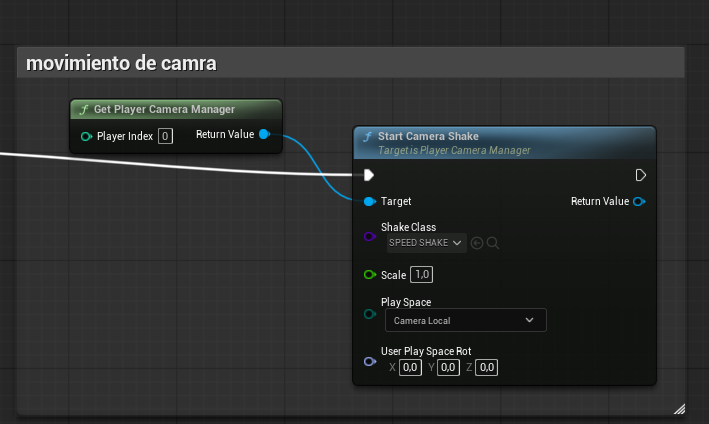 movimiento de camra
f Get Player Camera Manager
Player Index 0 Return Value
f Start Camera Shake
Target is Player Camera Manager
Target Return Value
Shake Class
SPEED SHAKE
Scale 1,0
Play Space
Camera Local
User Play Space Rot
X 0,0 Y 0,0 Z 0,0